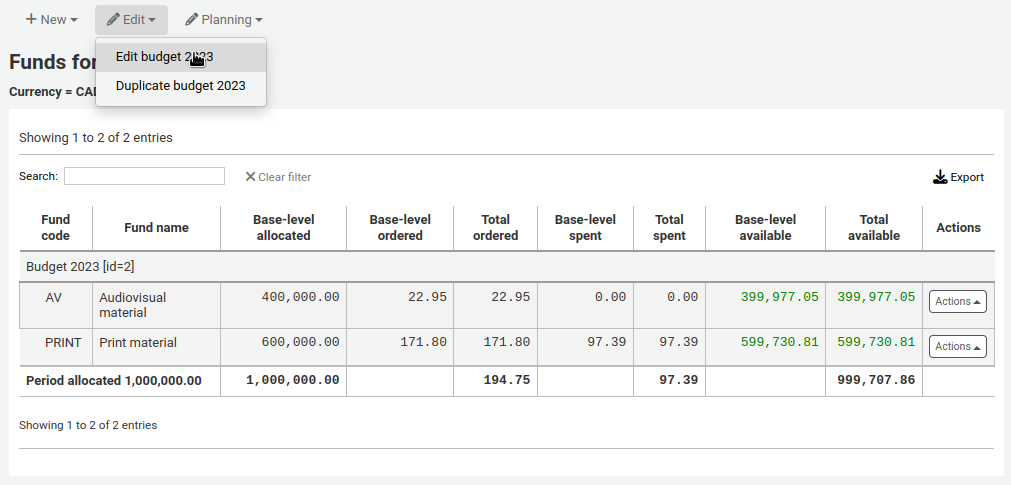 New Edit Planning
Edit budget 2023
Duplicate budget 2023
Funds for
Currency =
Showing 1 to 2 of 2 entries
Search: Clear filter Export
Fund code Fund name Base-level allocated Base-level ordered Total ordered Base-level spent Total spent Base-level available Total available Actions
Budget 2023 [id=2]
AV Audiovisual material 400,000.00 22.95 22.95 0.00 0.00 399,977.05 399,977.05 Actions
PRINT Print material 600,000.00 171.80 171.80 97.39 97.39 599,730.81 599,730.81 Actions
Period allocated 1,000,000.00 1,000,000.00 194.75 97.39 999,707.86
Showing 1 to 2 of 2 entries